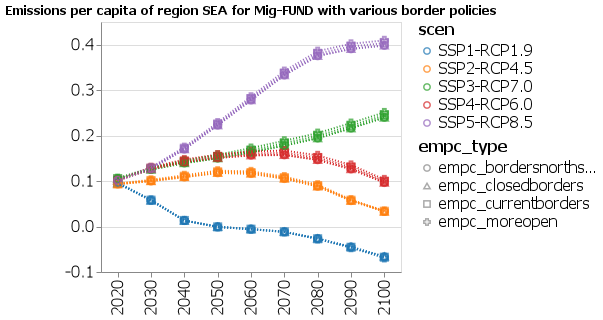 Emissions per capita of region SEA for Mig-FUND with various border policies
scen
SSP1-RCP1.9
SSP2-RCP4.5
SSP3-RCP7.0
SSP4-RCP6.0
SSP5-RCP8.5
empc_type
empc_bordersnorths...
empc_closedborders
empc_currentborders
empc_moreopen
0.4
0.3
0.2
0.1
0.0
-0.1
2020
2030
2040
2050
2060
2070
2080
2090
2100